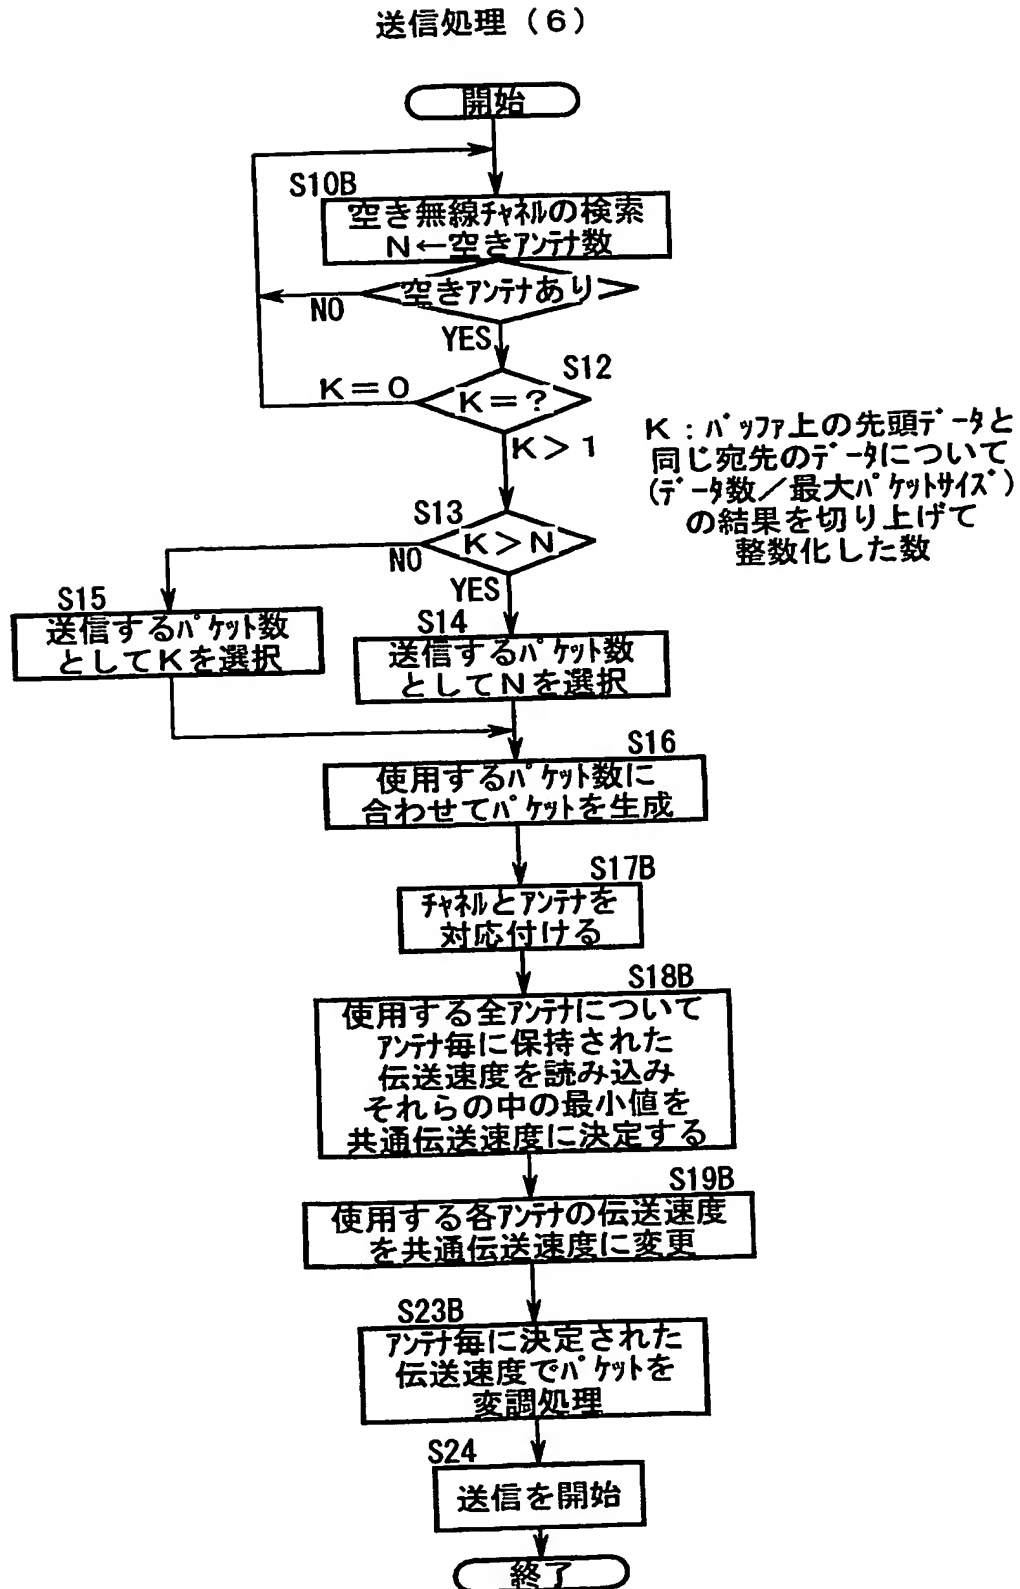 送信処理（６）
開始
S10B
空き無線ﾁｬﾈﾙの検索
N←空きｱﾝﾃﾅ数
空きｱﾝﾃﾅあり
NO
YES
S12
K＝0
K＝？
K＞1
K：ﾊﾞｯﾌｧ上の先頭ﾃﾞｰﾀと
同じ宛先のﾃﾞｰﾀについて
(ﾃﾞｰﾀ数／最大ﾊﾟｹｯﾄｻｲｽﾞ)
の結果を切り上げて
整数化した数
S13
K＞N
NO
YES
S15
送信するﾊﾟｹｯﾄ数
としてKを選択
S14
送信するﾊﾟｹｯﾄ数
としてNを選択
S16
使用するﾊﾟｹｯﾄ数に
合わせてﾊﾟｹｯﾄを生成
S17B
ﾁｬﾈﾙとｱﾝﾃﾅを
対応付ける
S18B
使用する全ｱﾝﾃﾅについて
ｱﾝﾃﾅ毎に保持された
伝送速度を読み込み
それらの中の最小値を
共通伝送速度に決定する
S19B
使用する各ｱﾝﾃﾅの伝送速度
を共通伝送速度に変更
S23B
ｱﾝﾃﾅ毎に決定された
伝送速度でﾊﾟｹｯﾄを
変調処理
S24
送信を開始
終了